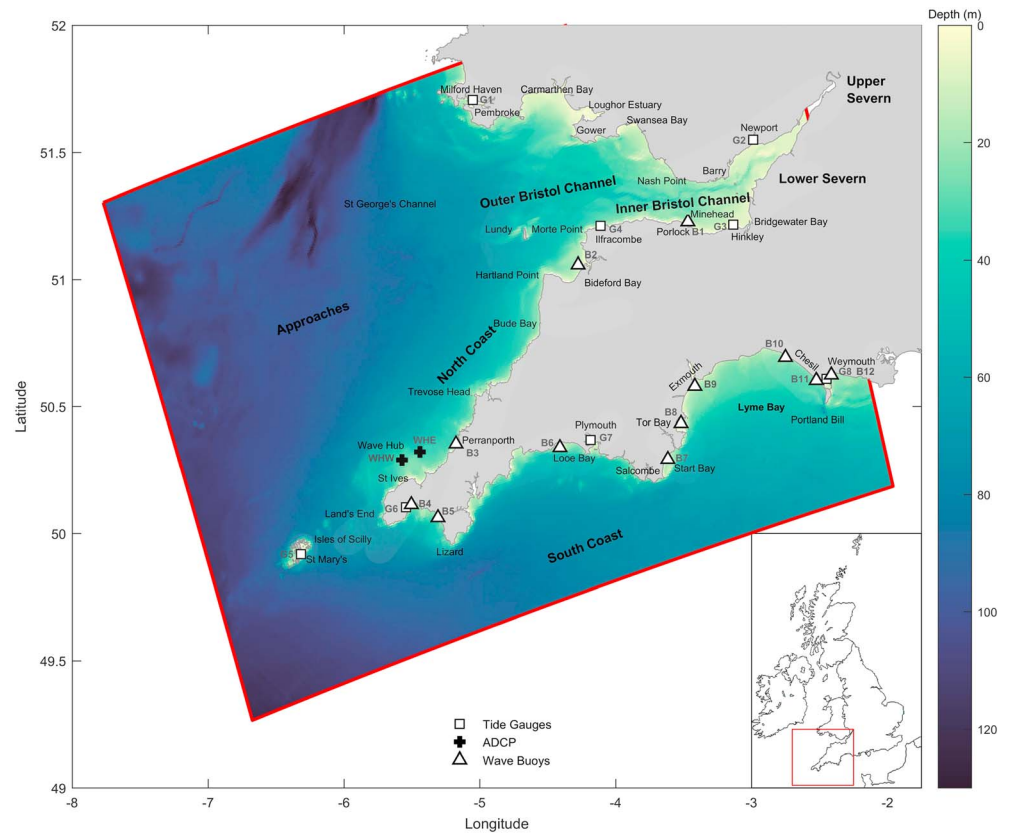 Depth (m)
52
0
Upper
Severn
Milford Haven
G1
Carmarthen Bay
Pembroke
Loughor Estuary
Gower
Swansea Bay
20
51.5
Newport
G2
Barry
Nash Point
Lower Severn
Outer Bristol Channel
St George's Channel
Inner Bristol Channel
Minehead
Lundy
Morte Point
G4
Ilfracombe
Porlock B1
G3
Hinkley
Bridgewater Bay
40
B2
Hartland Point
Bideford Bay
51
Approaches
Bude Bay
North Coast
B10
Chesil
Weymouth
G8
B12
B11
60
Exmouth
B9
Trevose Head
50.5
Lyme Bay
Portland Bill
B8
Tor Bay
Plymouth
G7
WHE
Wave Hub
WHW
Perranporth
B3
B6
Looe Bay
B7
Start Bay
Salcombe
80
St Ives
Land's End
G6
B4
B5
50
Isles of Scilly
G5
St Mary's
Lizard
South Coast
100
49.5
Tide Gauges
ADCP
Wave Buoys
120
49
-8
-7
-6
-5
-4
-3
-2
Latitude
Longitude